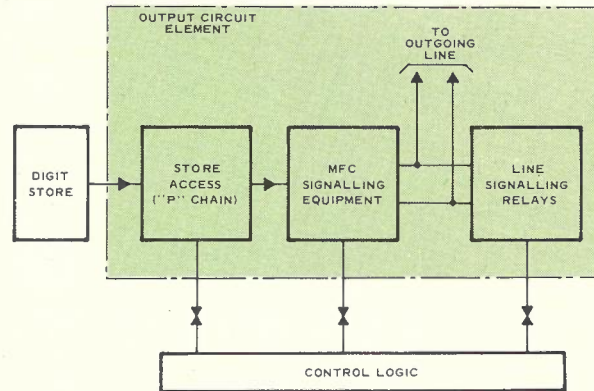 OUTPUT CIRCUIT
ELEMENT
TO
OUTGOING
LINE
DIGIT
STORE
STORE
ACCESS
("P" CHAIN)
MFC
SIGNALLING
EQUIPMENT
LINE
SIGNALLING
RELAYS
CONTROL LOGIC